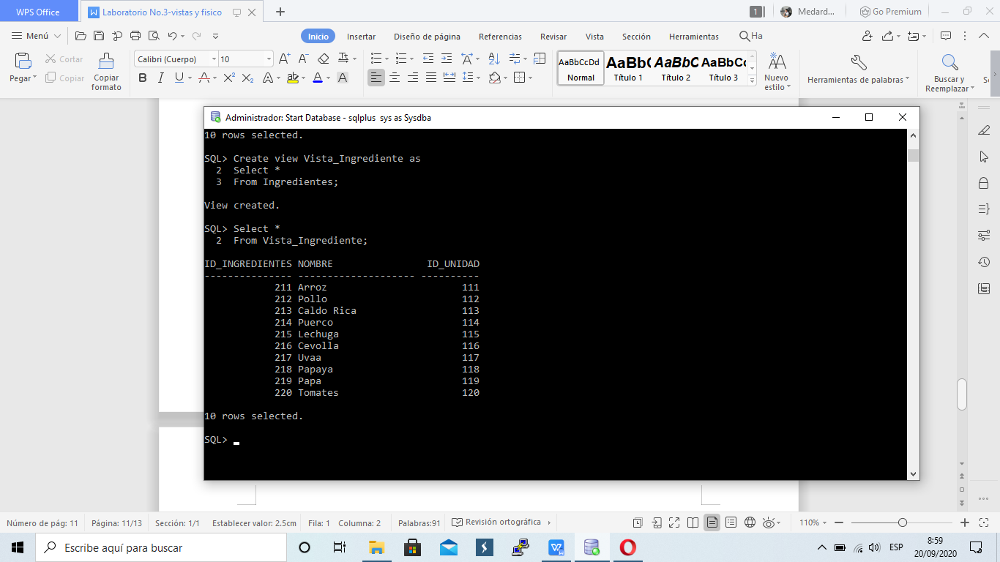 WPS Office
Laboratorio No.3-vistas y fisico
1
Medard...
Go Premium
Menú
Inicio
Insertar
Diseño de página
Referencias
Revisar
Vista
Sección
Herramientas
Ha
Pegar
Cortar
Copiar
Copiar formato
Calibri (Cuerpo)
10
AaBbCcDd
Normal
AaBb(
Título 1
AaBbC
Título 2
AaBbCc
Título 3
Nuevo estilo
Herramientas de palabras
Buscar y Reemplazar
Administrador: Start Database - sqlplus  sys as Sysdba
10 rows selected.
SQL> Create view Vista_Ingrediente as
  2  Select *
  3  From Ingredientes;
View created.
SQL> Select *
  2  From Vista_Ingrediente;
ID_INGREDIENTES NOMBRE                ID_UNIDAD
--------------- -------------------- ----------
            211 Arroz                       111
            212 Pollo                       112
            213 Caldo Rica                  113
            214 Puerco                      114
            215 Lechuga                     115
            216 Cevolla                     116
            217 Uvaa                        117
            218 Papaya                      118
            219 Papa                        119
            220 Tomates                     120
10 rows selected.
SQL>
Número de pág: 11
Página: 11/13
Sección: 1/1
Establecer valor: 2.5cm
Fila: 1
Columna: 2
Palabras:91
Revisión ortográfica
110%
Escribe aquí para buscar
ESP
8:59
20/09/2020